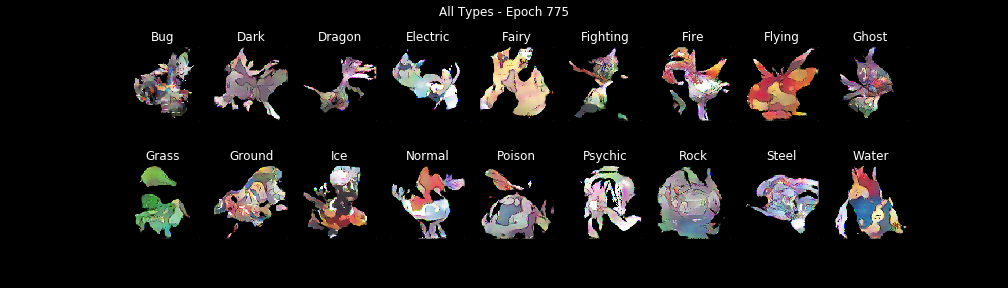 All Types - Epoch 775
Bug Dark Dragon Electric Fairy Fighting Fire Flying Ghost
Grass Ground Ice Normal Poison Psychic Rock Steel Water